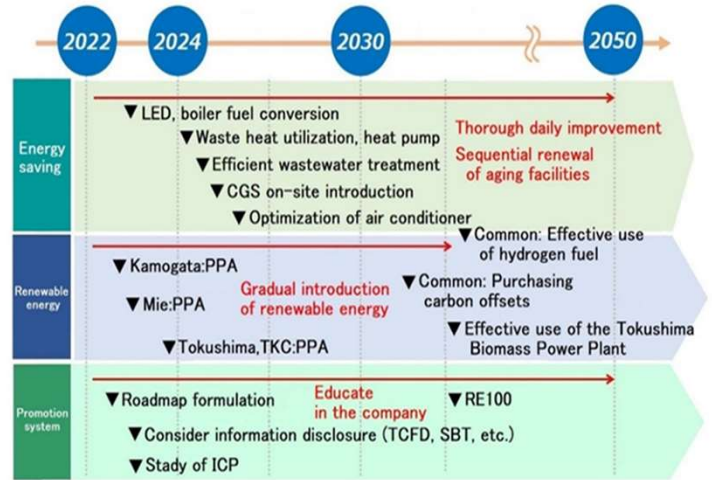 2022
2024
2030
2050
Energy
saving
▼LED, boiler fuel conversion
▼Waste heat utilization, heat pump
▼Efficient wastewater treatment
▼CGS on-site introduction
▼Optimization of air conditioner
Thorough daily improvement
Sequential renewal
of aging facilities
Renewable
energy
▼Kamogata:PPA
▼Mie:PPA
▼Tokushima,TKC:PPA
Gradual introduction
of renewable energy
▼Common: Effective use
of hydrogen fuel
▼Common: Purchasing
carbon offsets
▼Effective use of the Tokushima
Biomass Power Plant
Promotion
system
▼Roadmap formulation
▼Consider information disclosure (TCFD, SBT, etc.)
▼Stady of ICP
Educate
in the company
▼RE100